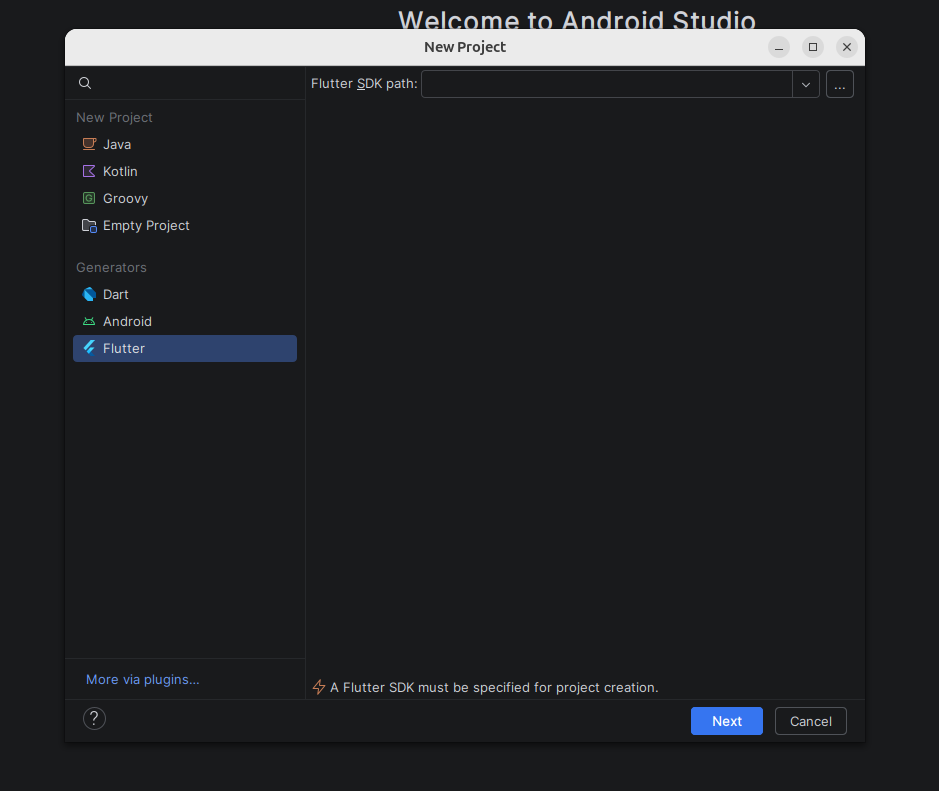 Welcome to Android Studio
New Project
Flutter SDK path:
...
New Project
Java
Kotlin
Groovy
Empty Project
Generators
Dart
Android
Flutter
More via plugins...
A Flutter SDK must be specified for project creation.
?
Next
Cancel